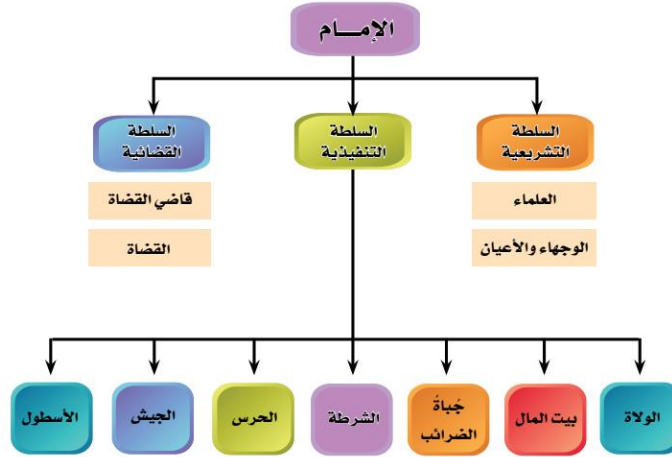 الإمـــام
السلطة
التشريعية
السلطة
التنفيذية
السلطة
القضائية
العلماء
الوجهاء والأعيان
قاضي القضاة
القضاة
الولاة
بيت المال
جُباةُ
الضرائب
الشرطة
الحرس
الجيش
الأسطول